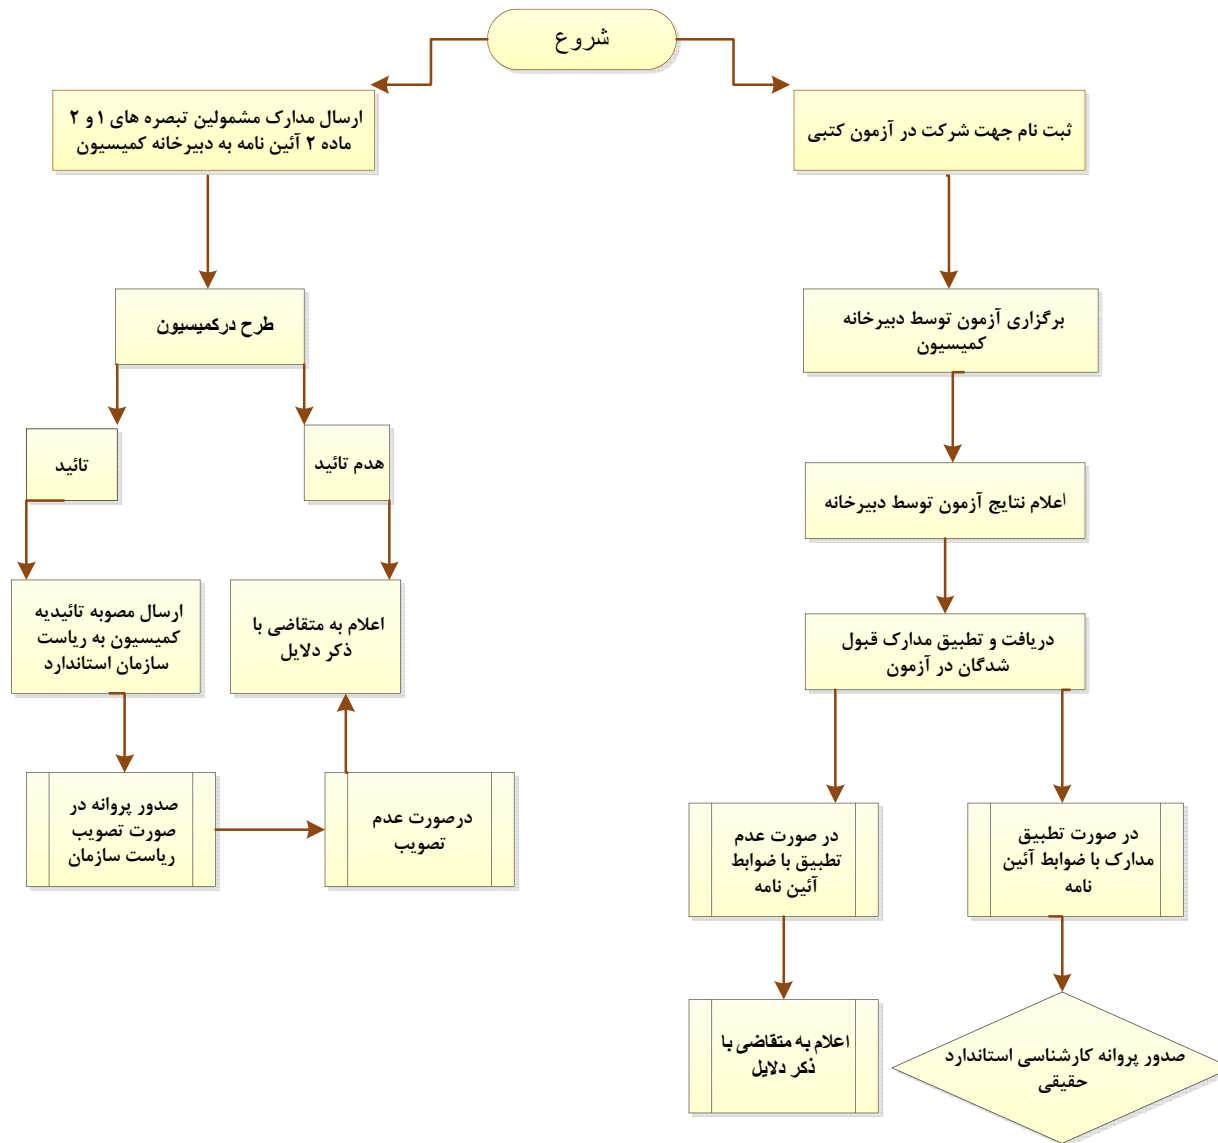 شروع
ثبت نام جهت شرکت در آزمون کتبی
ارسال مدارک مشمولین تبصره های ۱ و ۲
ماده ۲ آئین نامه به دبیرخانه کمیسیون
برگزاری آزمون توسط دبیرخانه
کمیسیون
طرح درکمیسیون
اعلام نتایج آزمون توسط دبیرخانه
هدم تائید
تائید
دریافت و تطبیق مدارک قبول
شدگان در آزمون
اعلام به متقاضی با
ذکر دلایل
ارسال مصوبه تائیدیه
کمیسیون به ریاست
سازمان استاندارد
در صورت تطبیق
مدارک با ضوابط آئین
نامه
در صورت عدم
تطبیق با ضوابط
آئین نامه
درصورت عدم
تصویب
صدور پروانه در
صورت تصویب
ریاست سازمان
صدور پروانه کارشناسی استاندارد
حقیقی
اعلام به متقاضی با
ذکر دلایل